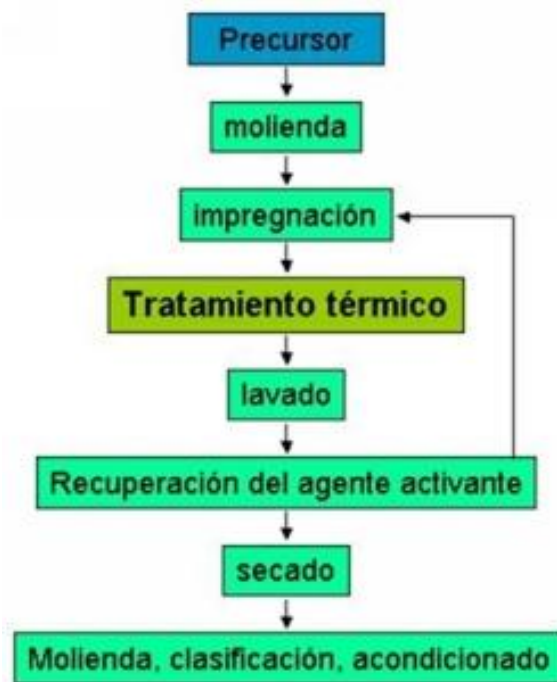 Precursor
molienda
impregnación
Tratamiento térmico
lavado
Recuperación del agente activante
secado
Molienda, clasificación, acondicionado